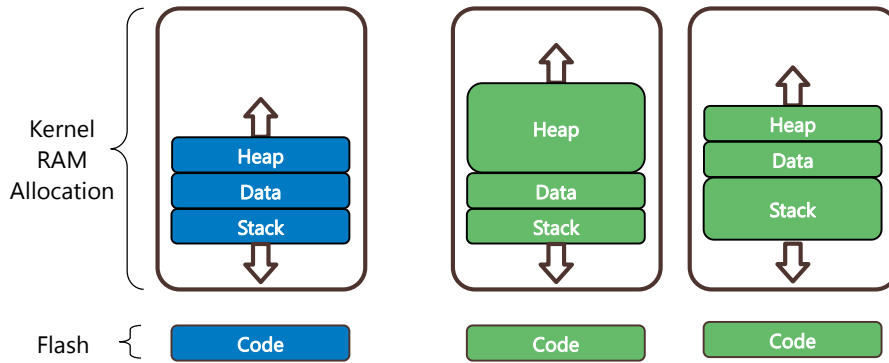 Kernel
RAM
Allocation
Heap
Data
Stack
Heap
Data
Stack
Heap
Data
Stack
Flash
Code
Code
Code